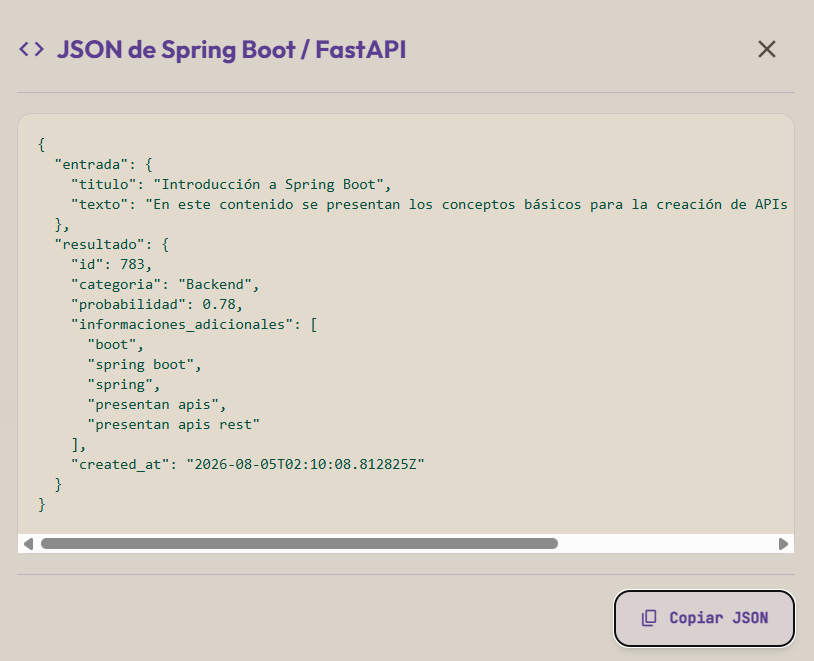 <> JSON de Spring Boot / FastAPI
{
  "entrada": {
    "titulo": "Introducción a Spring Boot",
    "texto": "En este contenido se presentan los conceptos básicos para la creación de APIs
  },
  "resultado": {
    "id": 783,
    "categoria": "Backend",
    "probabilidad": 0.78,
    "informaciones_adicionales": [
      "boot",
      "spring boot",
      "spring",
      "presentan apis",
      "presentan apis rest"
    ],
    "created_at": "2026-08-05T02:10:08.812825Z"
  }
}
Copiar JSON